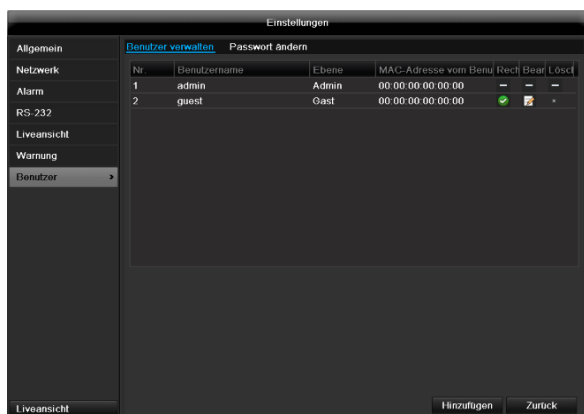 Einstellungen
Allgemein
Netzwerk
Alarm
RS-232
Liveansicht
Warnung
Benutzer
Liveansicht
Benutzer verwalten Passwort ändern
Nr. Benutzername Ebene MAC-Adresse vom Benu Rech Bear Lösch
1 admin Admin 00:00:00:00:00:00
2 guest Gast 00:00:00:00:00:00
Hinzufügen Zurück